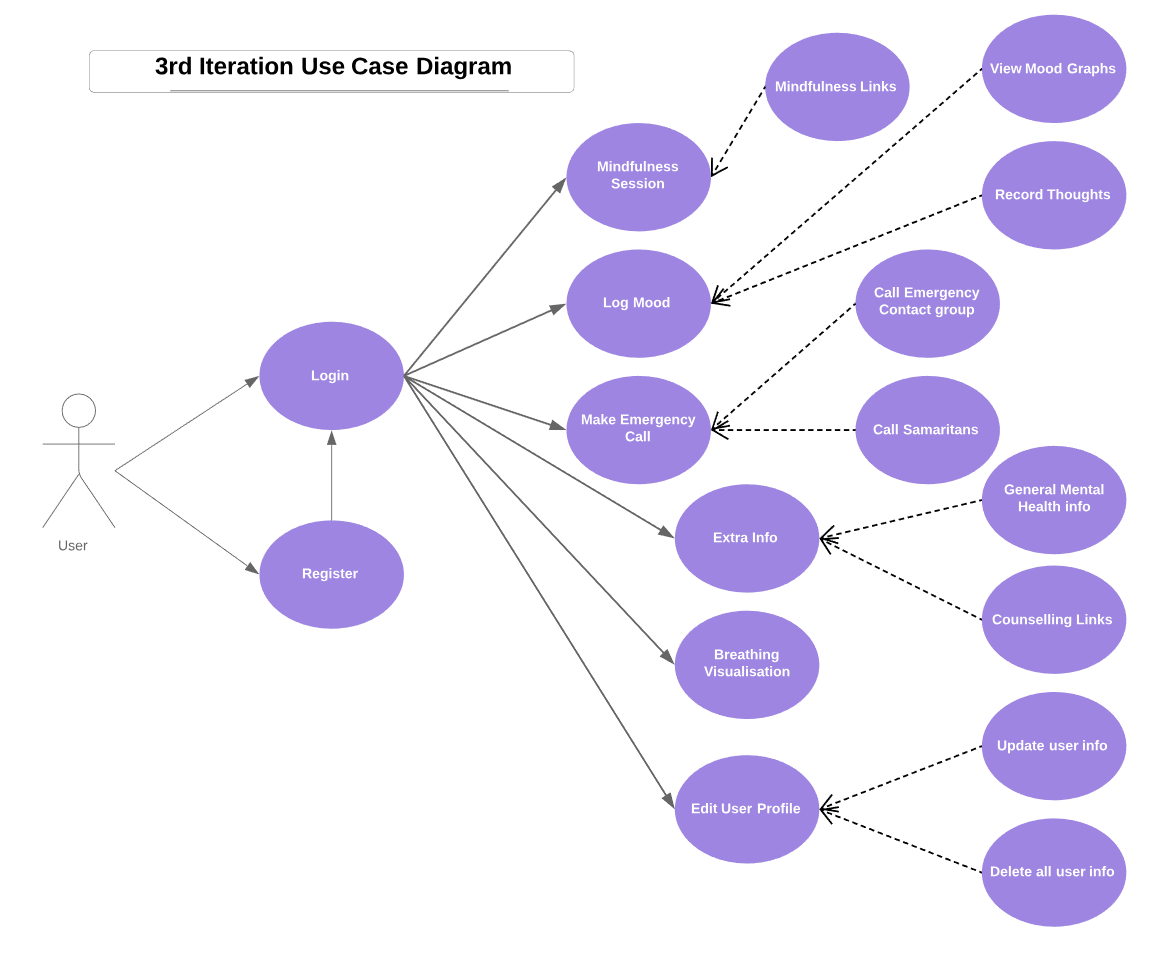 3rd Iteration Use Case Diagram
View Mood Graphs
Mindfulness Links
Mindfulness
Session
Record Thoughts
Log Mood
Call Emergency
Contact group
Login
Make Emergency
Call
Call Samaritans
General Mental
Health info
User
Extra Info
Register
Counselling Links
Breathing
Visualisation
Update user info
Edit User Profile
Delete all user info